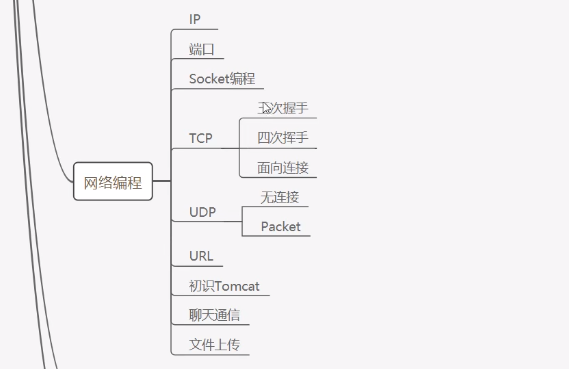 IP
端口
Socket编程
三次握手
TCP
四次挥手
面向连接
网络编程
无连接
UDP
Packet
URL
初识Tomcat
聊天通信
文件上传